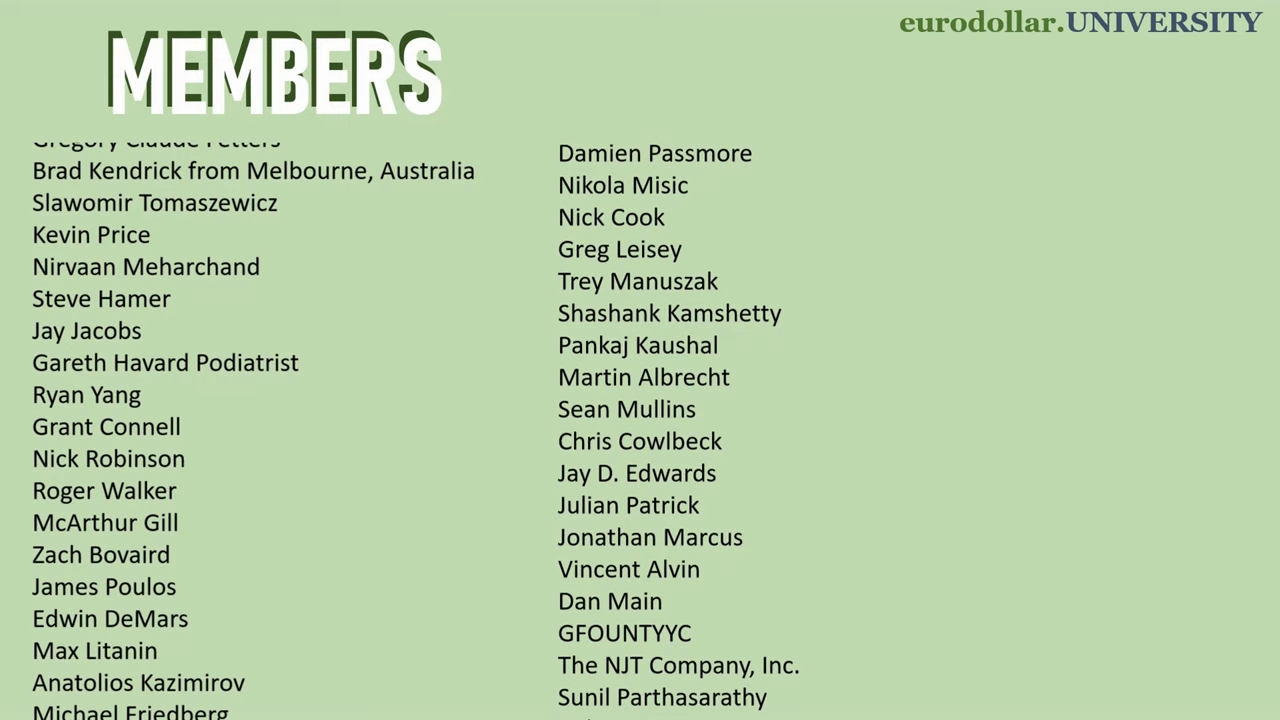 eurodollar.UNIVERSITY
MEMBERS
Gregory Claude Fetters
Brad Kendrick from Melbourne, Australia
Slawomir Tomaszewicz
Kevin Price
Nirvaan Meharchand
Steve Hamer
Jay Jacobs
Gareth Havard Podiatrist
Ryan Yang
Grant Connell
Nick Robinson
Roger Walker
McArthur Gill
Zach Bovaird
James Poulos
Edwin DeMars
Max Litanin
Anatolios Kazimirov
Michael Friedberg
Damien Passmore
Nikola Misic
Nick Cook
Greg Leisey
Trey Manuszak
Shashank Kamshetty
Pankaj Kaushal
Martin Albrecht
Sean Mullins
Chris Cowlbeck
Jay D. Edwards
Julian Patrick
Jonathan Marcus
Vincent Alvin
Dan Main
GFOUNTYYC
The NJT Company, Inc.
Sunil Parthasarathy